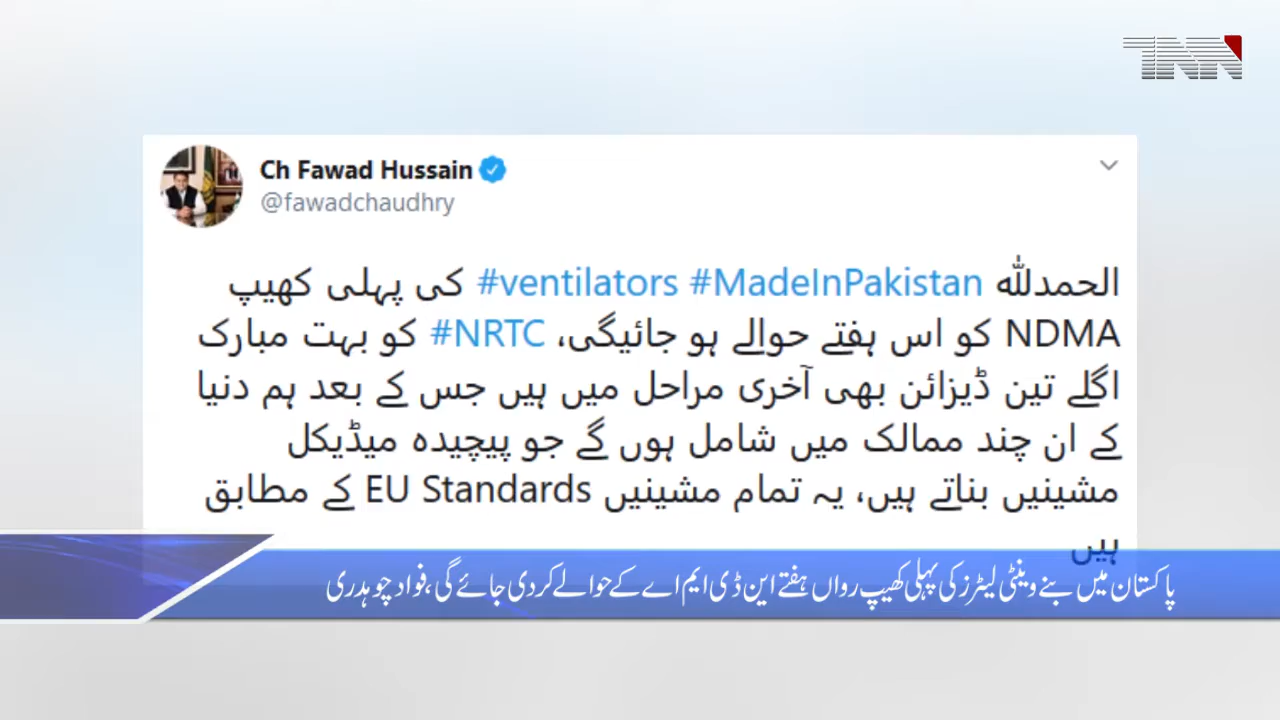 TNN
Ch Fawad Hussain
@fawadchaudhry
الحمدللّٰہ #MadeInPakistan #ventilators کی پہلی کھیپ
NDMA کو اس ہفتے حوالے ہو جائیگی، NRTC# کو بہت مبارک
اگلے تین ڈیزائن بھی آخری مراحل میں ہیں جس کے بعد ہم دنیا
کے ان چند ممالک میں شامل ہوں گے جو پیچیدہ میڈیکل
مشینیں بناتے ہیں، یہ تمام مشینیں EU Standards کے مطابق
ہیں
پاکستان میں بنے وینٹی لیٹرز کی پہلی کھیپ رواں ہفتے این ڈی ایم اے کے حوالے کر دی جائے گی، فواد چوہدری